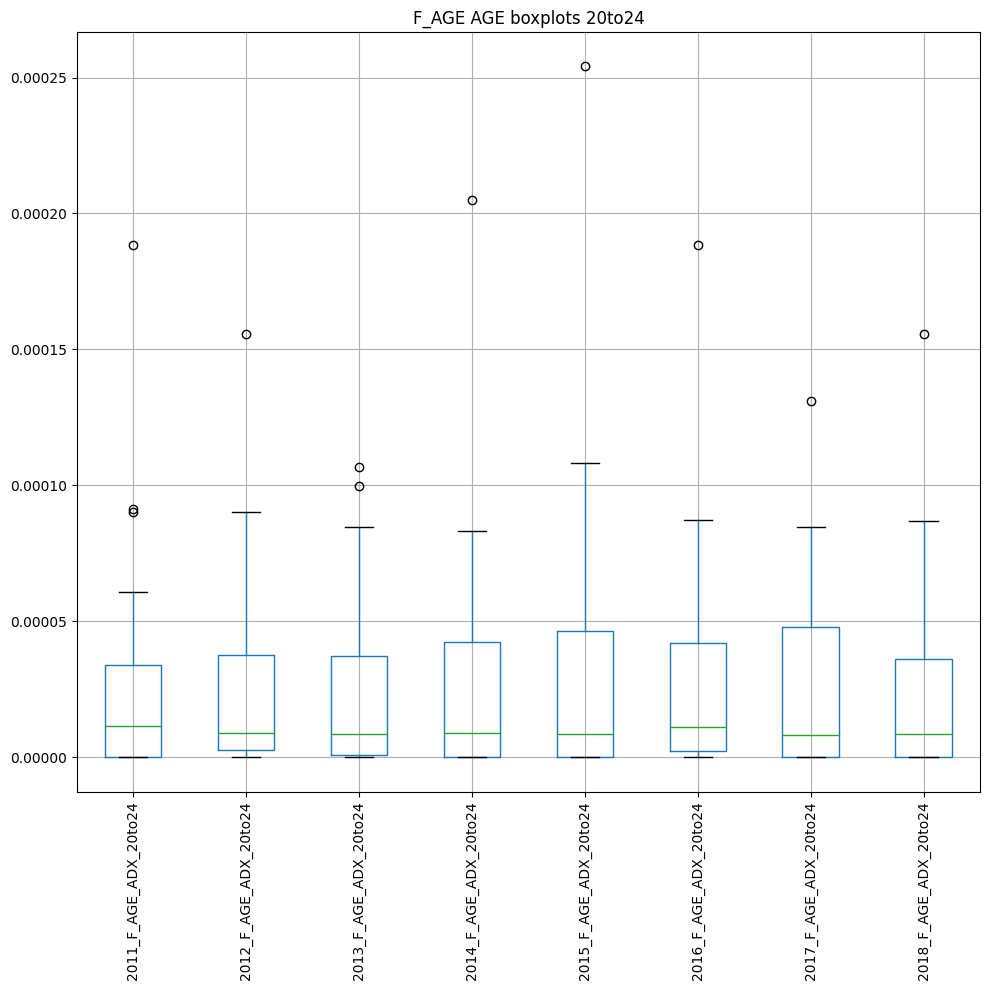 F_AGE AGE boxplots 20to24
0.00025
0.00020
0.00015
0.00010
0.00005
0.00000
2011_F_AGE_ADX_20to24
2012_F_AGE_ADX_20to24
2013_F_AGE_ADX_20to24
2014_F_AGE_ADX_20to24
2015_F_AGE_ADX_20to24
2016_F_AGE_ADX_20to24
2017_F_AGE_ADX_20to24
2018_F_AGE_ADX_20to24